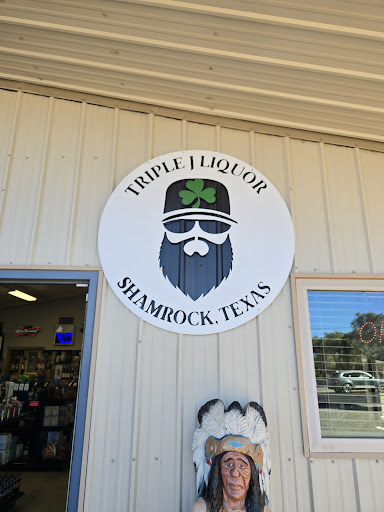 TRIPLE J LIQUOR
SHAMROCK, TEXAS